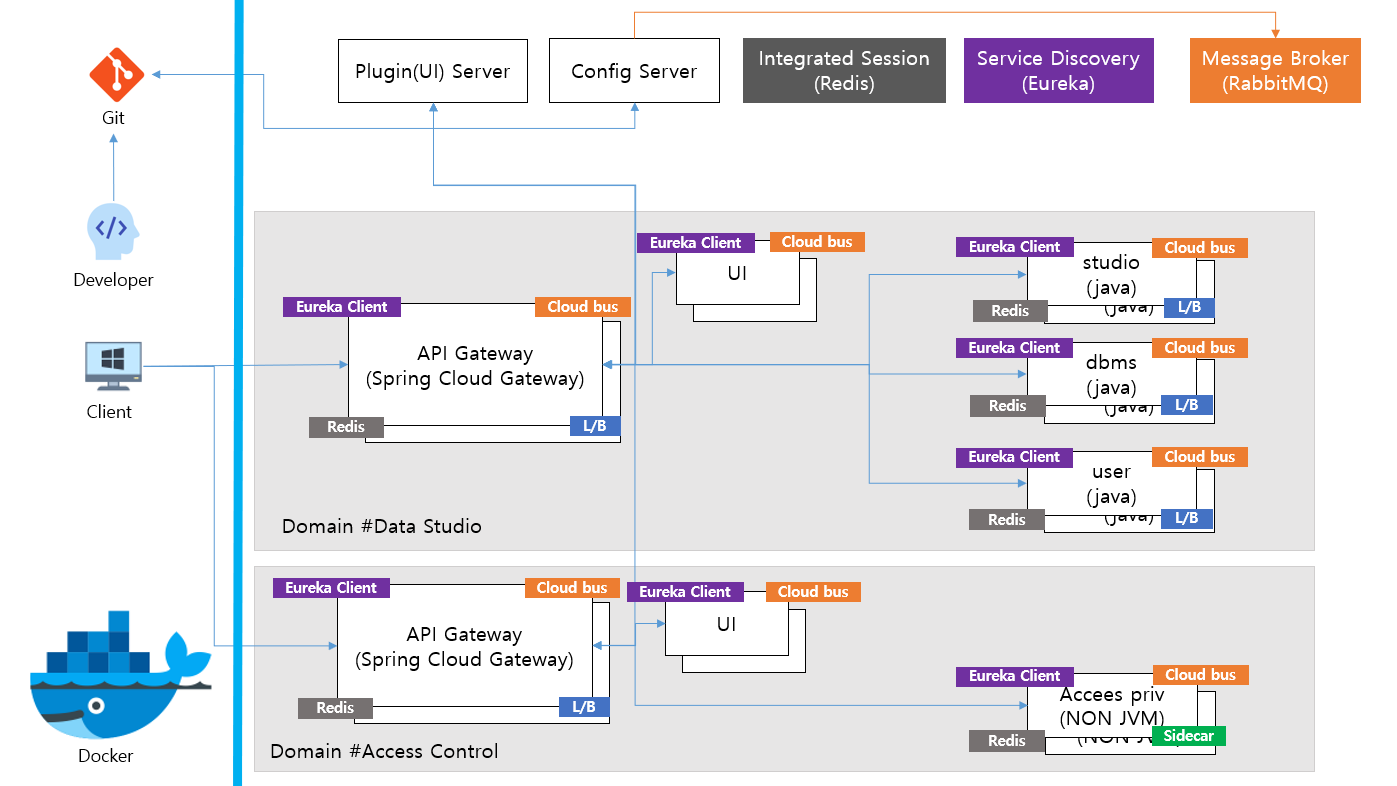 Git
Developer
Client
Docker
Plugin(UI) Server
Config Server
Integrated Session
(Redis)
Service Discovery
(Eureka)
Message Broker
(RabbitMQ)
Eureka Client
Cloud bus
API Gateway
(Spring Cloud Gateway)
Redis
L/B
Eureka Client
Cloud bus
UI
Eureka Client
Cloud bus
studio
(java)
(java)
Redis
L/B
Eureka Client
Cloud bus
dbms
(java)
(java)
Redis
L/B
Eureka Client
Cloud bus
user
(java)
(java)
Redis
L/B
Domain #Data Studio
Eureka Client
Cloud bus
API Gateway
(Spring Cloud Gateway)
Redis
L/B
Eureka Client
Cloud bus
UI
Eureka Client
Cloud bus
Accees priv
(NON JVM)
Redis
Sidecar
Domain #Access Control